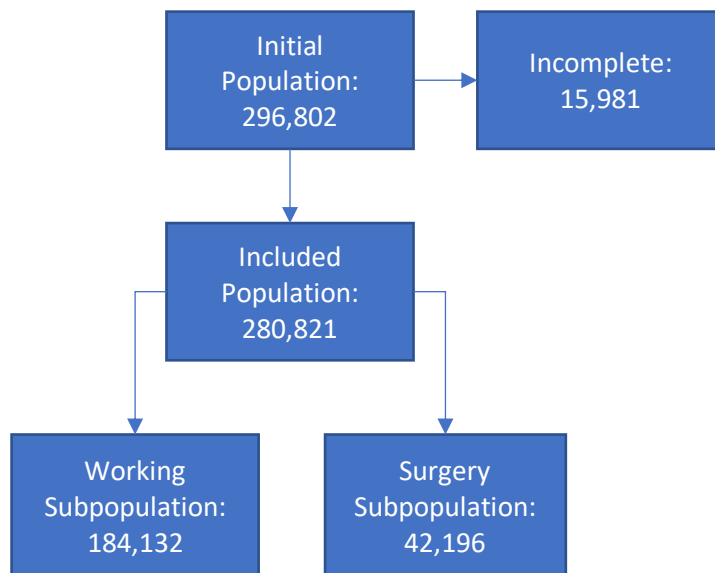 Initial
Population:
296,802
Incomplete:
15,981
Included
Population:
280,821
Working
Subpopulation:
184,132
Surgery
Subpopulation:
42,196